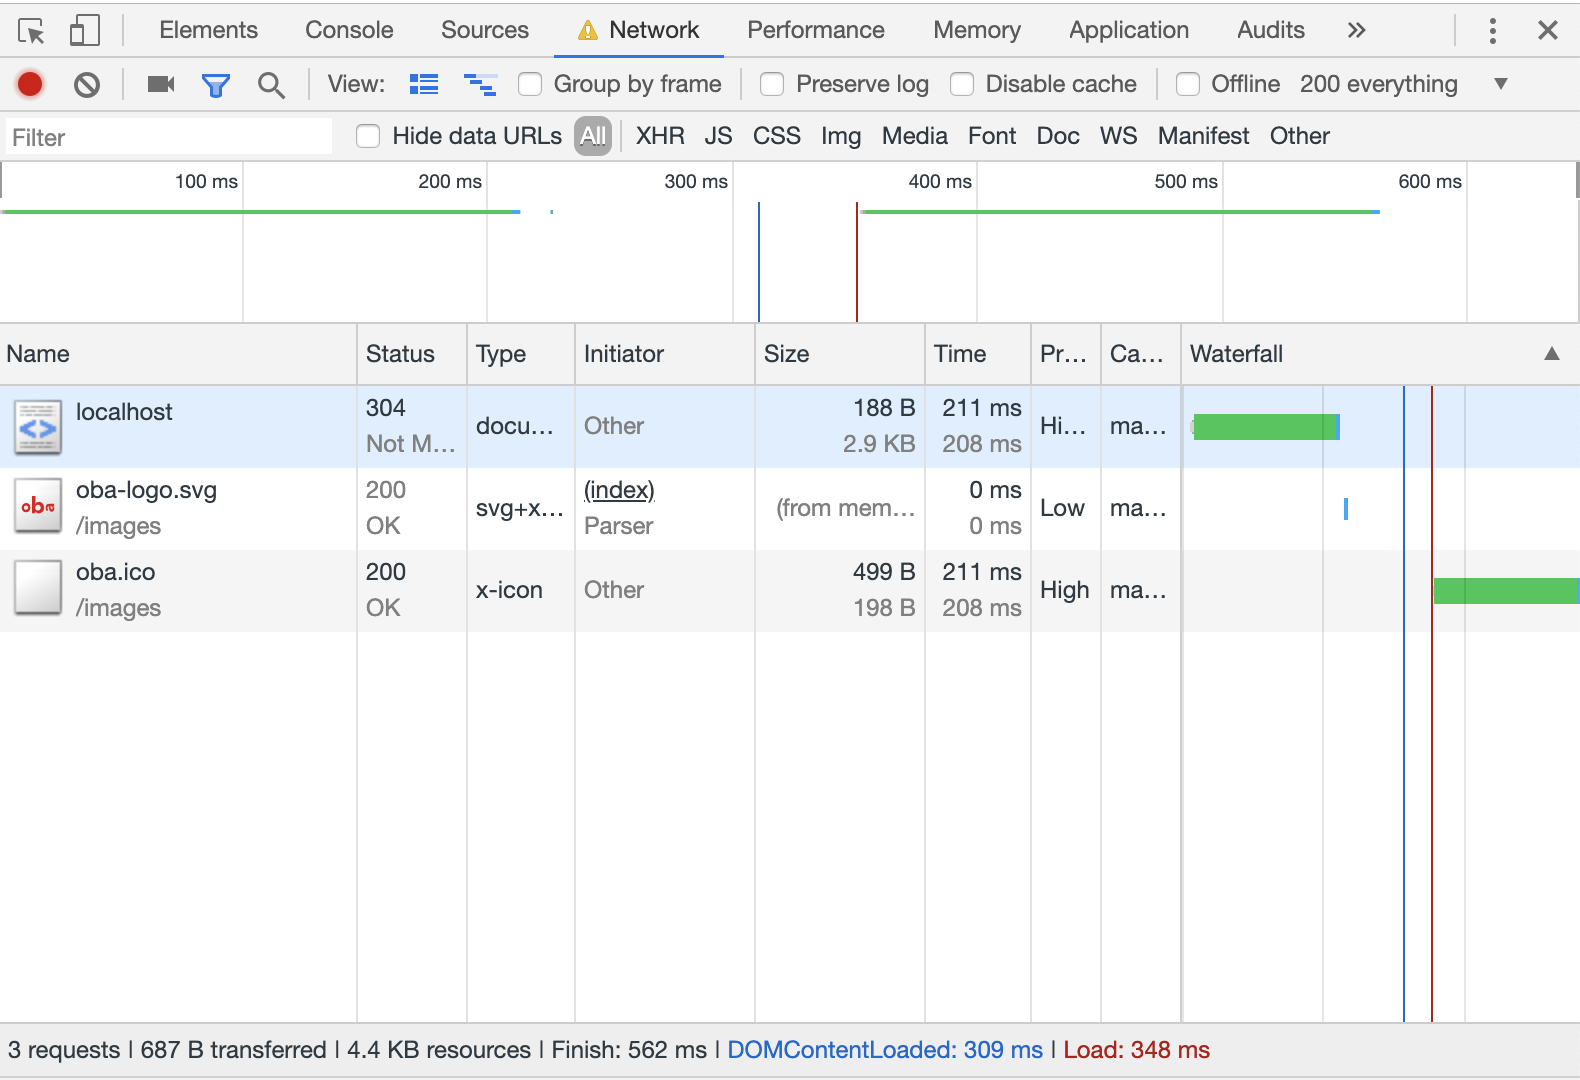 Elements Console Sources Network Performance Memory Application Audits »
View: Group by frame Preserve log Disable cache Offline 200 everything ▼
Filter Hide data URLs All XHR JS CSS Img Media Font Doc WS Manifest Other
100 ms 200 ms 300 ms 400 ms 500 ms 600 ms
Name Status Type Initiator Size Time Pr... Ca... Waterfall ▲
localhost 304 docu... Other 188 B 211 ms Hi... ma...
Not M... 2.9 KB 208 ms
oba
oba-logo.svg 200 svg+x... (index) (from mem... 0 ms Low ma...
/images OK Parser 0 ms
oba.ico 200 x-icon Other 499 B 211 ms High ma...
/images OK 198 B 208 ms
3 requests | 687 B transferred | 4.4 KB resources | Finish: 562 ms | DOMContentLoaded: 309 ms | Load: 348 ms